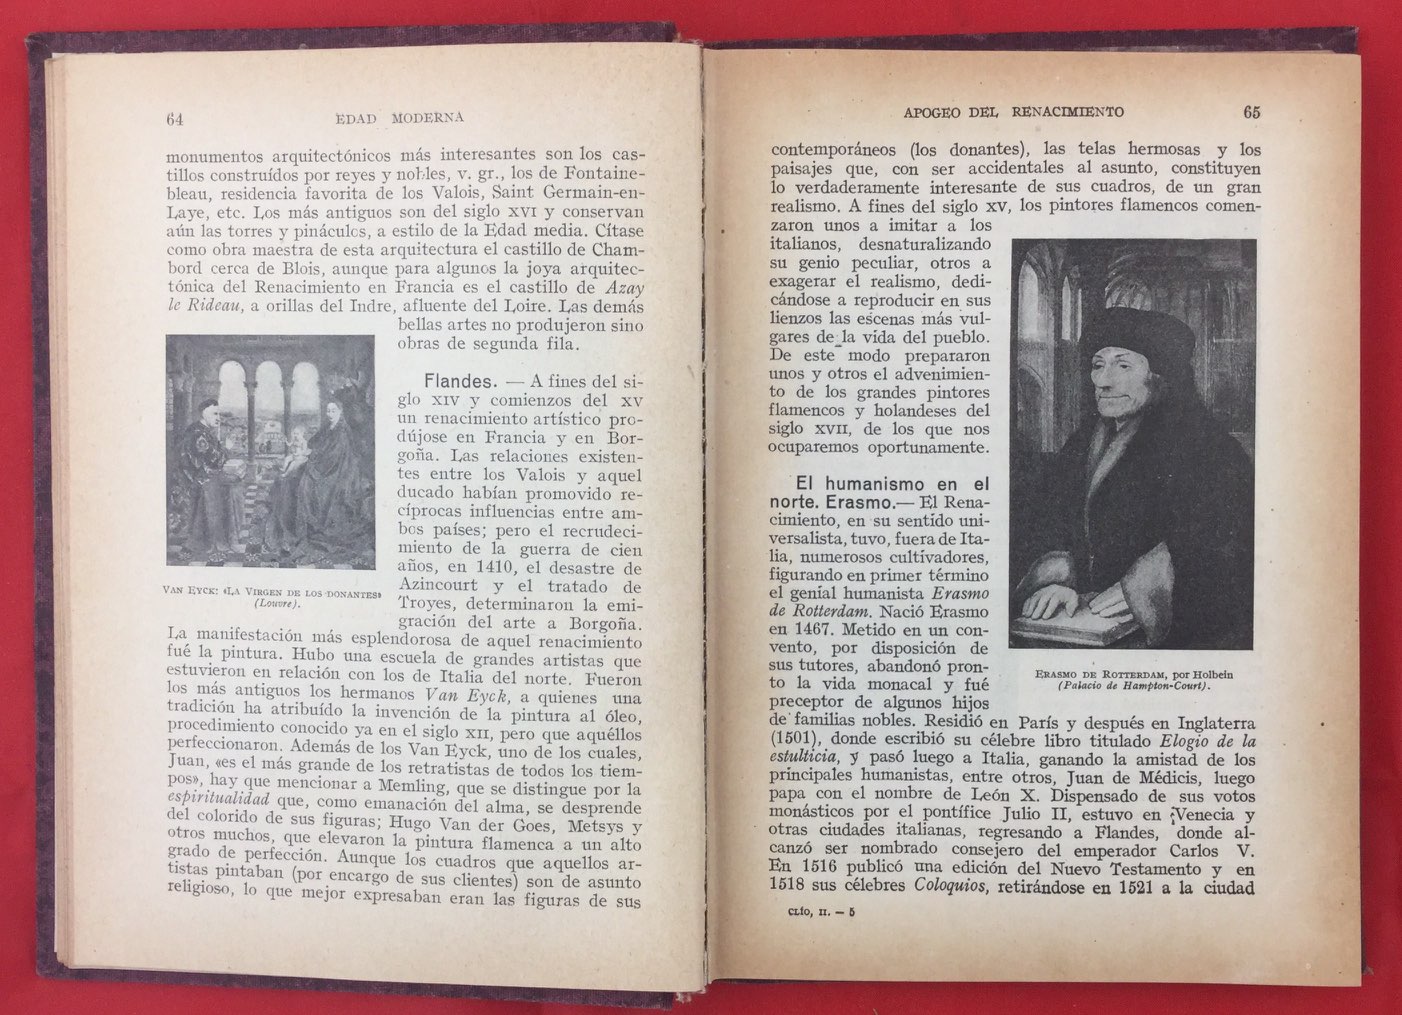 64
EDAD MODERNA
monumentos arquitectónicos más interesantes son los cas-
tillos construídos por reyes y nobles, v. gr., los de Fontaine-
bleau, residencia favorita de los Valois, Saint Germain-en-
Laye, etc. Los más antiguos son del siglo XVI y conservan
aún las torres y pináculos, a estilo de la Edad media. Cítase
como obra maestra de esta arquitectura el castillo de Cham-
bord cerca de Blois, aunque para algunos la joya arquitec-
tónica del Renacimiento en Francia es el castillo de Azay
le Rideau, a orillas del Indre, afluente del Loire. Las demás
bellas artes no produjeron sino
obras de segunda fila.
Flandes. — A fines del si-
glo XIV y comienzos del XV
un renacimiento artístico pro-
dújose en Francia y en Bor-
goña. Las relaciones existen-
tes entre los Valois y aquel
ducado habían promovido re-
cíprocas influencias entre am-
bos países; pero el recrudeci-
miento de la guerra de cien
años, en 1410, el desastre de
Azincourt y el tratado de
Troyes, determinaron la emi-
gración del arte a Borgoña.
VAN EYCK: «LA VIRGEN DE LOS DONANTES»
(Louvre).
La manifestación más esplendorosa de aquel renacimiento
fué la pintura. Hubo una escuela de grandes artistas que
estuvieron en relación con los de Italia del norte. Fueron
los más antiguos los hermanos Van Eyck, a quienes una
tradición ha atribuído la invención de la pintura al óleo,
procedimiento conocido ya en el siglo XII, pero que aquéllos
perfeccionaron. Además de los Van Eyck, uno de los cuales,
Juan, «es el más grande de los retratistas de todos los tiem-
pos», hay que mencionar a Memling, que se distingue por la
espiritualidad que, como emanación del alma, se desprende
del colorido de sus figuras; Hugo Van der Goes, Metsys y
otros muchos, que elevaron la pintura flamenca a un alto
grado de perfección. Aunque los cuadros que aquellos ar-
tistas pintaban (por encargo de sus clientes) son de asunto
religioso, lo que mejor expresaban eran las figuras de sus
APOGEO DEL RENACIMIENTO
65
contemporáneos (los donantes), las telas hermosas y los
paisajes que, con ser accidentales al asunto, constituyen
lo verdaderamente interesante de sus cuadros, de un gran
realismo. A fines del siglo XV, los pintores flamencos comen-
zaron unos a imitar a los
italianos, desnaturalizando
su genio peculiar, otros a
exagerar el realismo, dedi-
cándose a reproducir en sus
lienzos las escenas más vul-
gares de la vida del pueblo.
De este modo prepararon
unos y otros el advenimien-
to de los grandes pintores
flamencos y holandeses del
siglo XVII, de los que nos
ocuparemos oportunamente.
El humanismo en el
norte. Erasmo.— El Rena-
cimiento, en su sentido uni-
versalista, tuvo, fuera de Ita-
lia, numerosos cultivadores,
figurando en primer término
el genial humanista Erasmo
de Rotterdam. Nació Erasmo
en 1467. Metido en un con-
vento, por disposición de
sus tutores, abandonó pron-
to la vida monacal y fué
preceptor de algunos hijos
ERASMO DE ROTTERDAM, por Holbein
(Palacio de Hampton-Court).
de familias nobles. Residió en París y después en Inglaterra
(1501), donde escribió su célebre libro titulado Elogio de la
estulticia, y pasó luego a Italia, ganando la amistad de los
principales humanistas, entre otros, Juan de Médicis, luego
papa con el nombre de León X. Dispensado de sus votos
monásticos por el pontífice Julio II, estuvo en Venecia y
otras ciudades italianas, regresando a Flandes, donde al-
canzó ser nombrado consejero del emperador Carlos V.
En 1516 publicó una edición del Nuevo Testamento y en
1518 sus célebres Coloquios, retirándose en 1521 a la ciudad
CLÍO, II. — 5